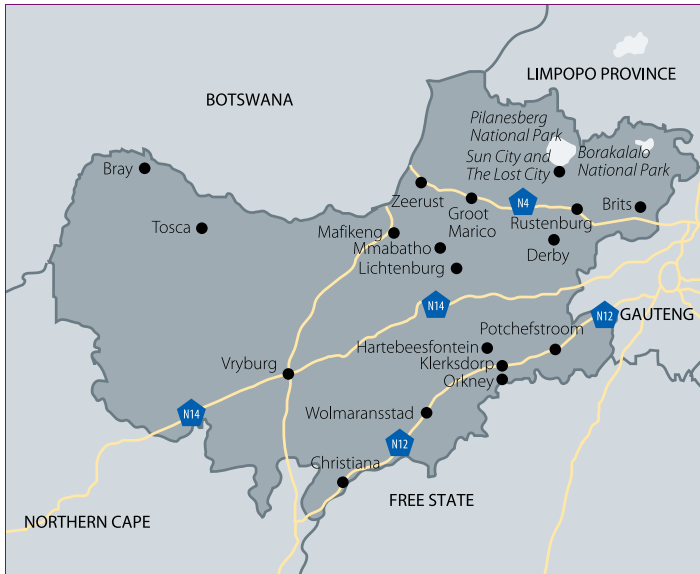 LIMPOPO PROVINCE
BOTSWANA
Pilanesberg
National Park
Sun City and
The Lost City
Borakalalo
National Park
Bray
Zeerust
N4
Groot
Marico
Rustenburg
Brits
Tosca
Mafikeng
Mmabatho
Lichtenburg
Derby
N14
N12
GAUTENG
Potchefstroom
Hartebeesfontein
Klerksdorp
Orkney
Vryburg
N14
Wolmaransstad
N12
Christiana
FREE STATE
NORTHERN CAPE